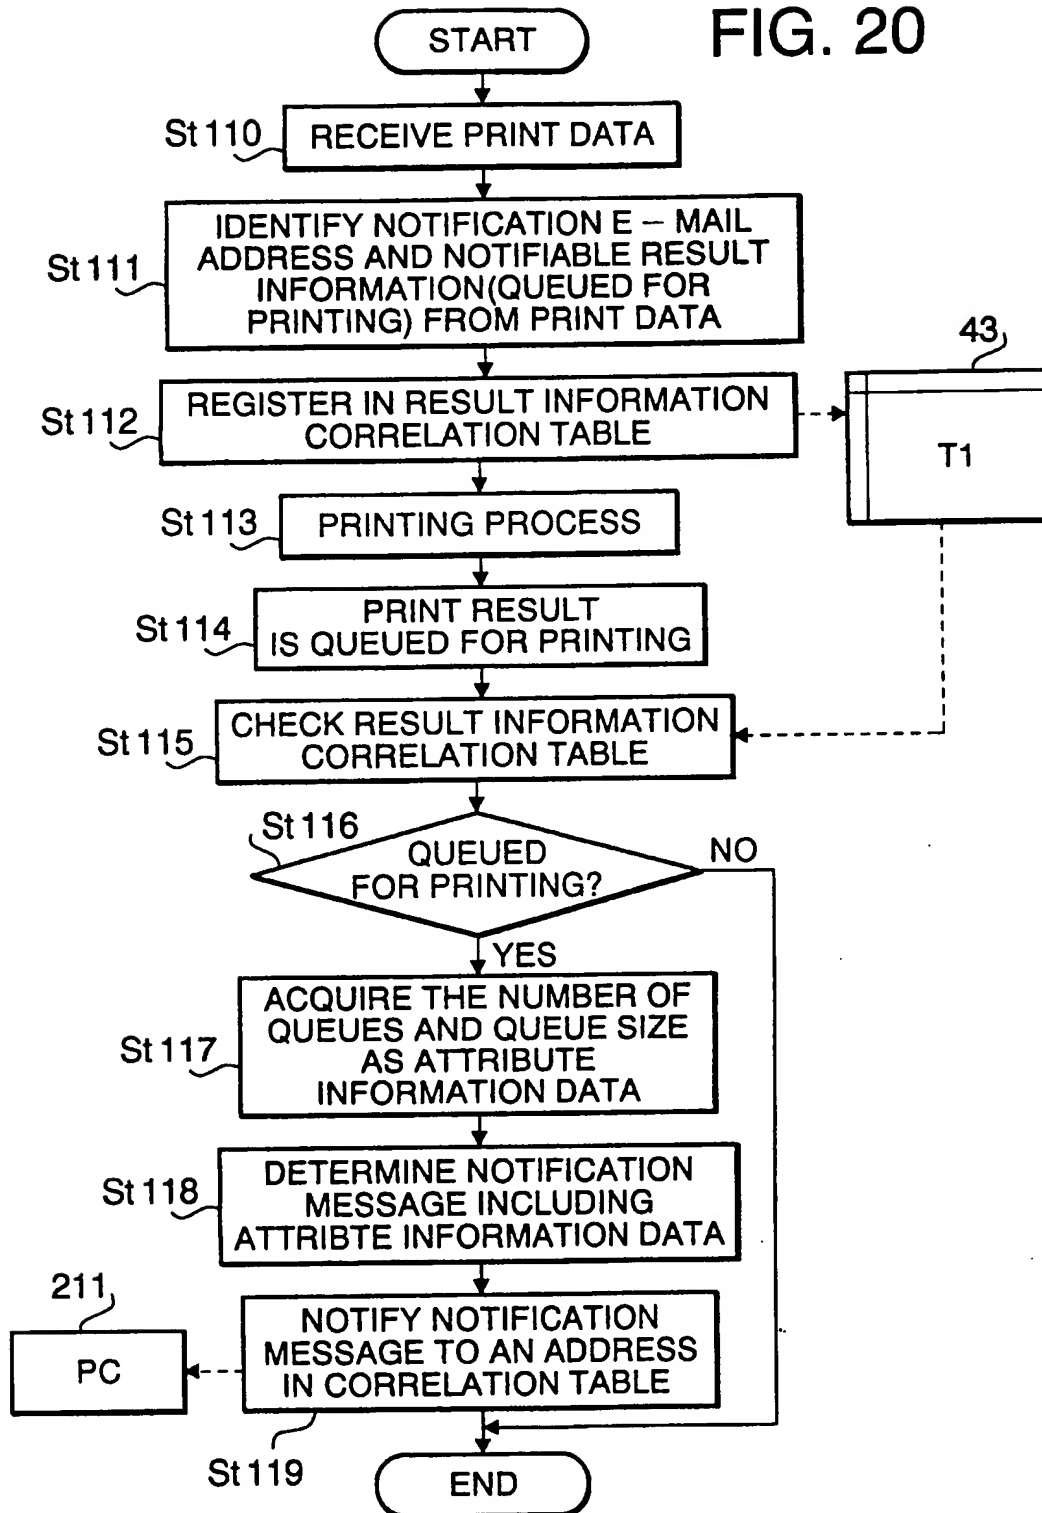 FIG. 20
START
St110
RECEIVE PRINT DATA
St111
IDENTIFY NOTIFICATION E – MAIL
ADDRESS AND NOTIFIABLE RESULT
INFORMATION(QUEUED FOR
PRINTING) FROM PRINT DATA
43
St112
REGISTER IN RESULT INFORMATION
CORRELATION TABLE
T1
St113
PRINTING PROCESS
St114
PRINT RESULT
IS QUEUED FOR PRINTING
St115
CHECK RESULT INFORMATION
CORRELATION TABLE
St116
QUEUED
FOR PRINTING?
NO
YES
St117
ACQUIRE THE NUMBER OF
QUEUES AND QUEUE SIZE
AS ATTRIBUTE
INFORMATION DATA
St118
DETERMINE NOTIFICATION
MESSAGE INCLUDING
ATTRIBTE INFORMATION DATA
211
PC
NOTIFY NOTIFICATION
MESSAGE TO AN ADDRESS
IN CORRELATION TABLE
St119
END